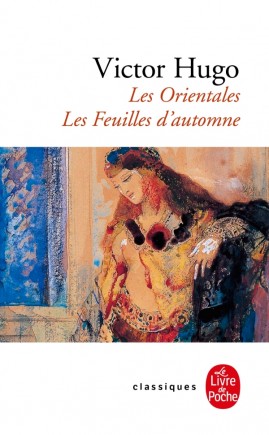 Victor Hugo
Les Orientales
Les Feuilles d'automne
classiques
Le
Livre
de
Poche